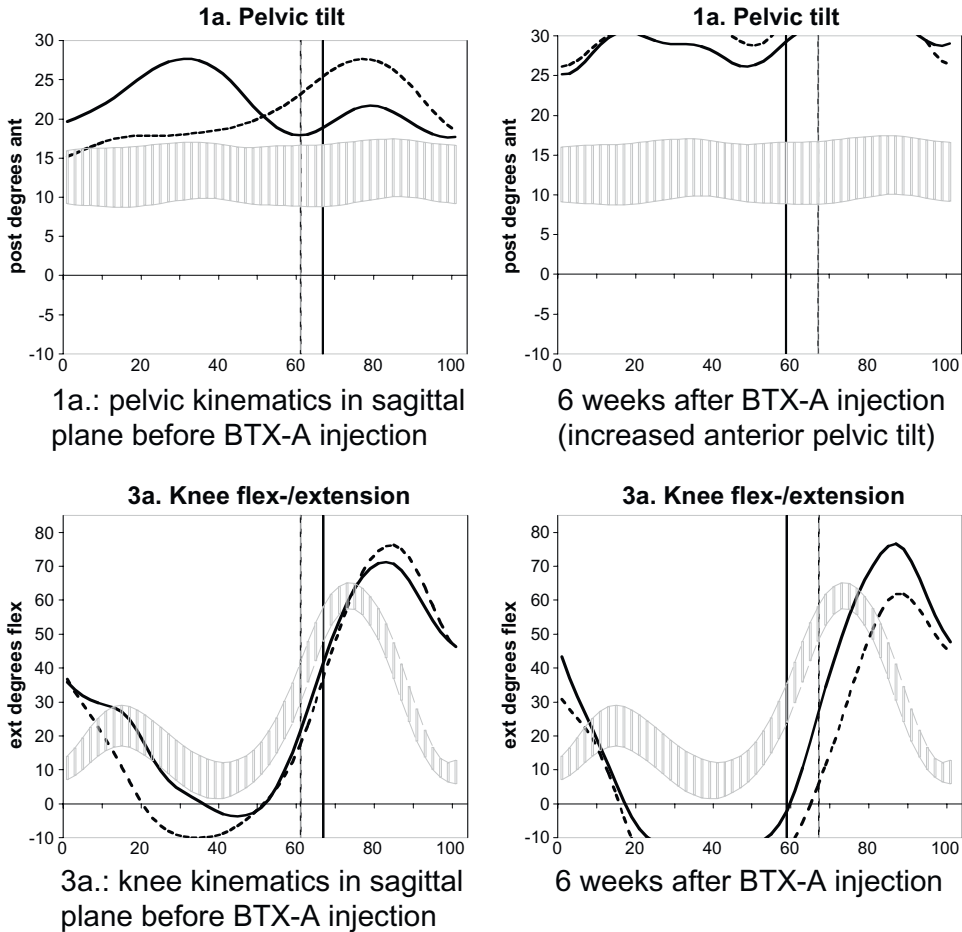 1a. Pelvic tilt
30
25
20
15
10
5
0
-5
-10
post degrees ant
0 20 40 60 80 100
1a.: pelvic kinematics in sagittal
plane before BTX-A injection
1a. Pelvic tilt
30
25
20
15
10
5
0
-5
-10
post degrees ant
0 20 40 60 80 100
6 weeks after BTX-A injection
(increased anterior pelvic tilt)
3a. Knee flex-/extension
80
70
60
50
40
30
20
10
0
-10
ext degrees flex
0 20 40 60 80 100
3a.: knee kinematics in sagittal
plane before BTX-A injection
3a. Knee flex-/extension
80
70
60
50
40
30
20
10
0
-10
ext degrees flex
0 20 40 60 80 100
6 weeks after BTX-A injection